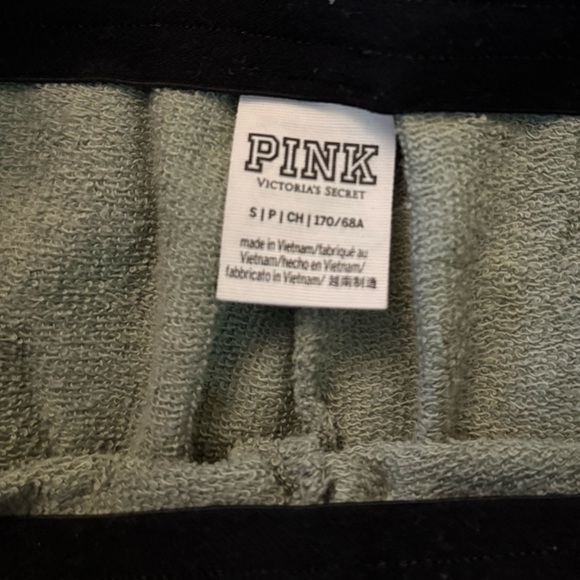 PINK
VICTORIA'S SECRET
S | P | CH | 170/68A
made in Vietnam/fabriqué au
Vietnam/hecho en Vietnam/
fabbricato in Vietnam/ 越南制造